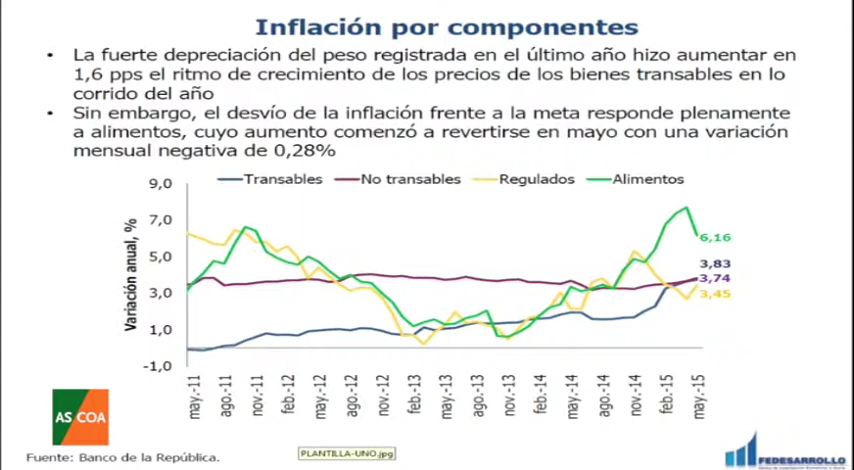 Inflación por componentes
• La fuerte depreciación del peso registrada en el último año hizo aumentar en
1,6 pps el ritmo de crecimiento de los precios de los bienes transables en lo
corrido del año
• Sin embargo, el desvío de la inflación frente a la meta responde plenamente
a alimentos, cuyo aumento comenzó a revertirse en mayo con una variación
mensual negativa de 0,28%
Transables No transables Regulados Alimentos
Variación anual, %
9,0
7,0
5,0
3,0
1,0
-1,0
6,16
3,83
3,74
3,45
may.-11 ago.-11 nov.-11 feb.-12 may.-12 ago.-12 nov.-12 feb.-13 may.-13 ago.-13 nov.-13 feb.-14 may.-14 ago.-14 nov.-14 feb.-15 may.-15
AS COA
Fuente: Banco de la República.
PLANTILLA-UNO.jpg
FEDESARROLLO